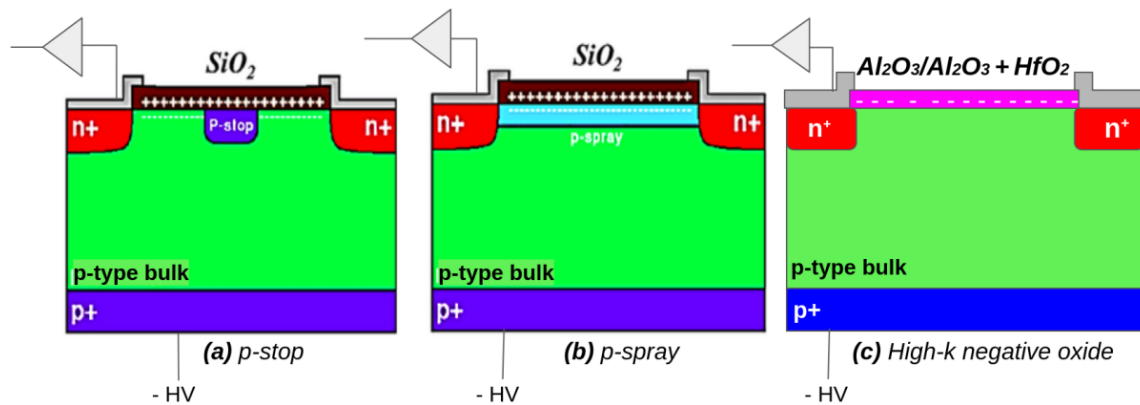 SiO₂
++++++++++++++++
n+
P-stop
n+
p-type bulk
p+
(a) p-stop
- HV
SiO₂
++++++++++++++++++
n+
n+
p-spray
p-type bulk
p+
(b) p-spray
- HV
Al₂O₃/Al₂O₃ + HfO₂
n⁺
n⁺
p-type bulk
p+
(c) High-k negative oxide
- HV